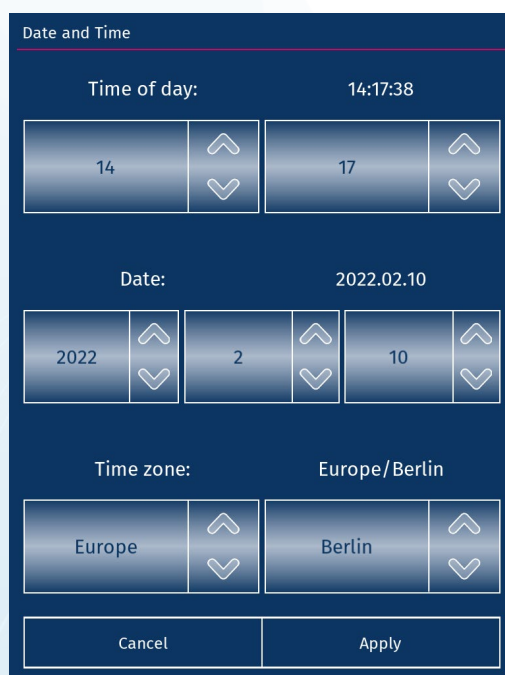 Date and Time
Time of day: 14:17:38
14 17
Date: 2022.02.10
2022 2 10
Time zone: Europe/Berlin
Europe Berlin
Cancel Apply